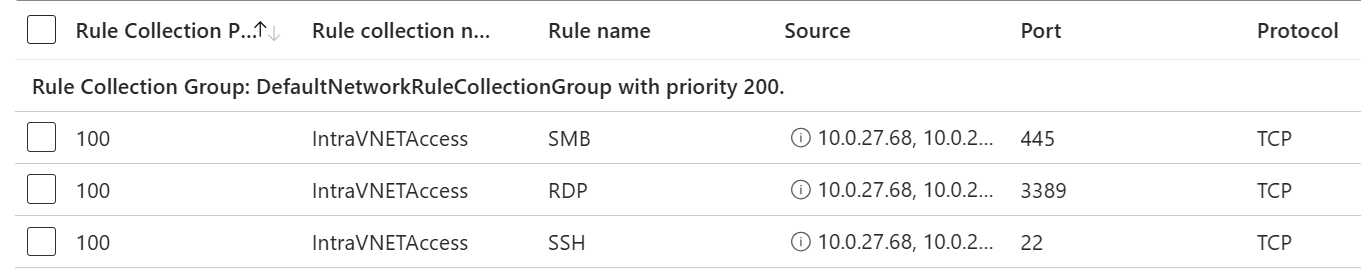 Rule Collection P...↑↓ Rule collection n... Rule name Source Port Protocol
Rule Collection Group: DefaultNetworkRuleCollectionGroup with priority 200.
100 IntraVNETAccess SMB 10.0.27.68, 10.0.2... 445 TCP
100 IntraVNETAccess RDP 10.0.27.68, 10.0.2... 3389 TCP
100 IntraVNETAccess SSH 10.0.27.68, 10.0.2... 22 TCP